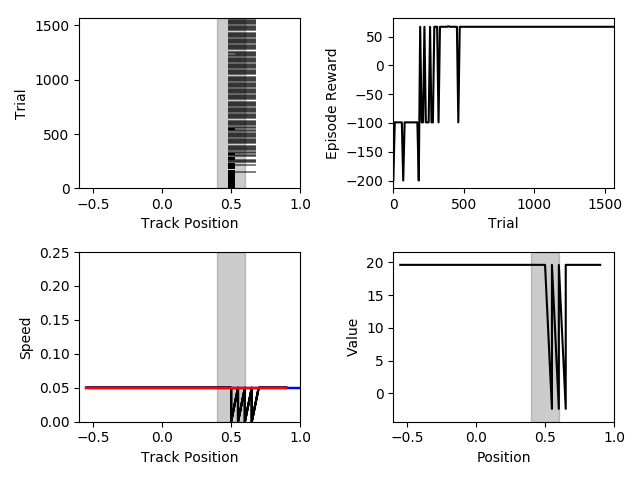 1500
1000
500
0
Trial
−0.5 0.0 0.5 1.0
Track Position
50
0
−50
−100
−150
−200
Episode Reward
0 500 1000 1500
Trial
0.25
0.20
0.15
0.10
0.05
0.00
Speed
−0.5 0.0 0.5 1.0
Track Position
20
15
10
5
0
Value
−0.5 0.0 0.5 1.0
Position